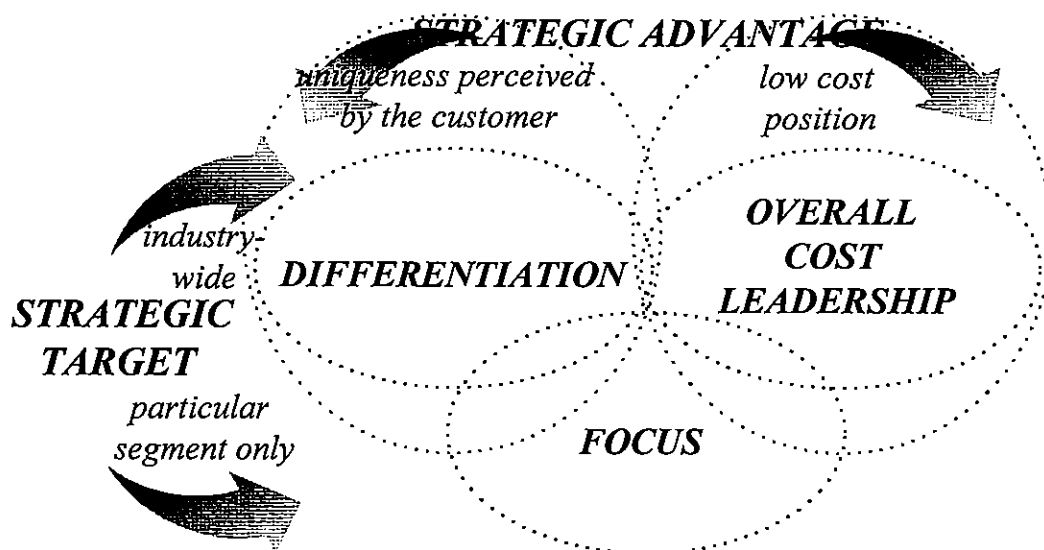 STRATEGIC ADVANTAGE
uniqueness perceived
by the customer
low cost
position
industry-
wide
DIFFERENTIATION
OVERALL
COST
LEADERSHIP
STRATEGIC
TARGET
particular
segment only
FOCUS